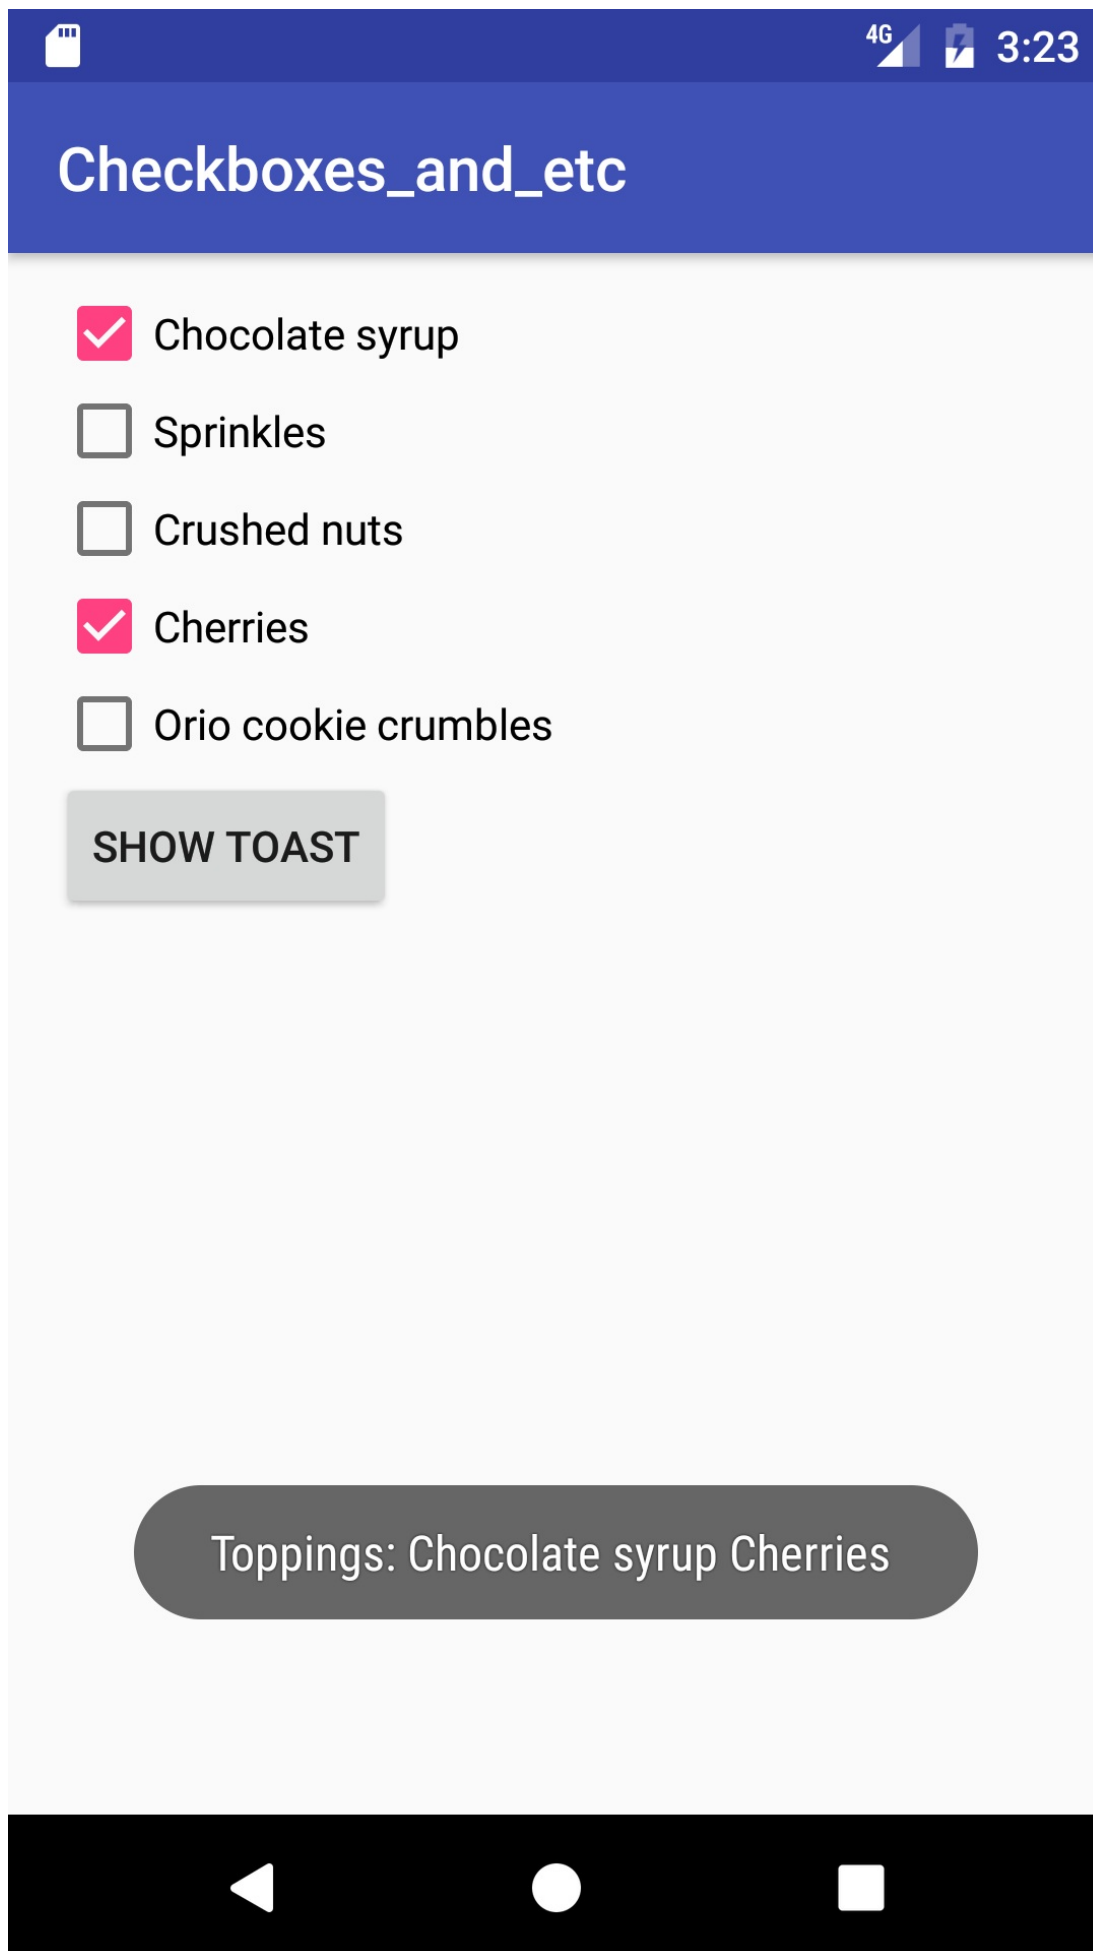 4G 3:23
Checkboxes_and_etc
Chocolate syrup
Sprinkles
Crushed nuts
Cherries
Orio cookie crumbles
SHOW TOAST
Toppings: Chocolate syrup Cherries